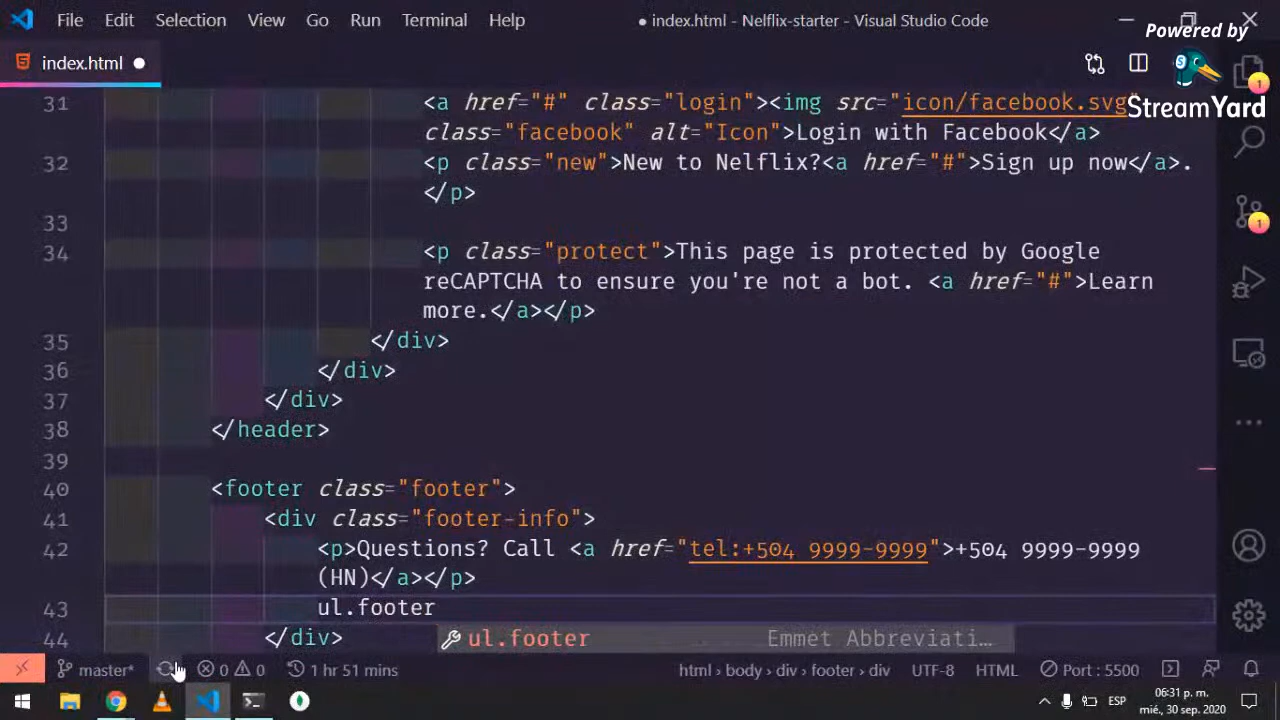 File Edit Selection View Go Run Terminal Help
● index.html - Nelflix-starter - Visual Studio Code
Powered by
StreamYard
index.html
31 <a href="#" class="login"><img src="icon/facebook.svg"
class="facebook" alt="Icon">Login with Facebook</a>
32 <p class="new">New to Nelflix?<a href="#">Sign up now</a>.
</p>
33
34 <p class="protect">This page is protected by Google
reCAPTCHA to ensure you're not a bot. <a href="#">Learn
more.</a></p>
35 </div>
36 </div>
37 </div>
38 </header>
39
40 <footer class="footer">
41 <div class="footer-info">
42 <p>Questions? Call <a href="tel:+504 9999-9999">+504 9999-9999
(HN)</a></p>
43 ul.footer
44 </div>
ul.footer Emmet Abbreviati…
1
1
master* 0 0 1 hr 51 mins html › body › div › footer › div UTF-8 HTML Port : 5500
ESP
06:31 p. m.
mié., 30 sep. 2020